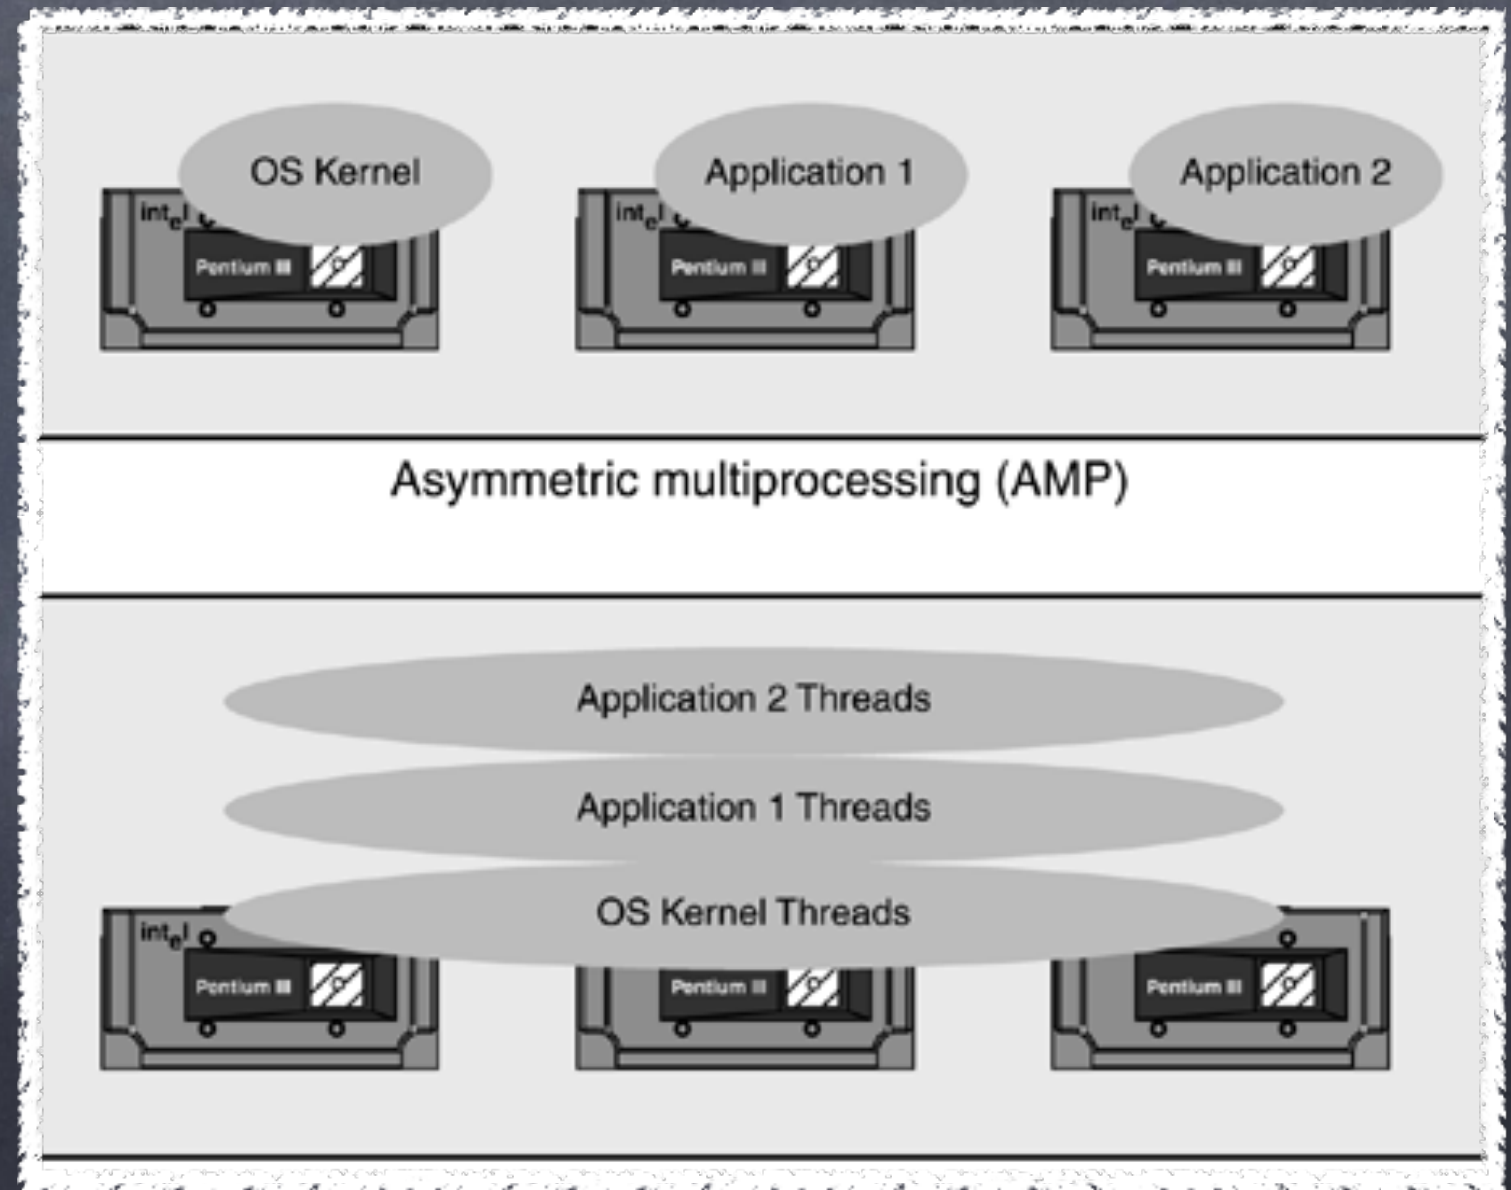 OS Kernel
Application 1
Application 2
intel
intel
intel
Pentium III
Pentium III
Pentium III
Asymmetric multiprocessing (AMP)
Application 2 Threads
Application 1 Threads
OS Kernel Threads
intel
Pentium III
Pentium III
Pentium III